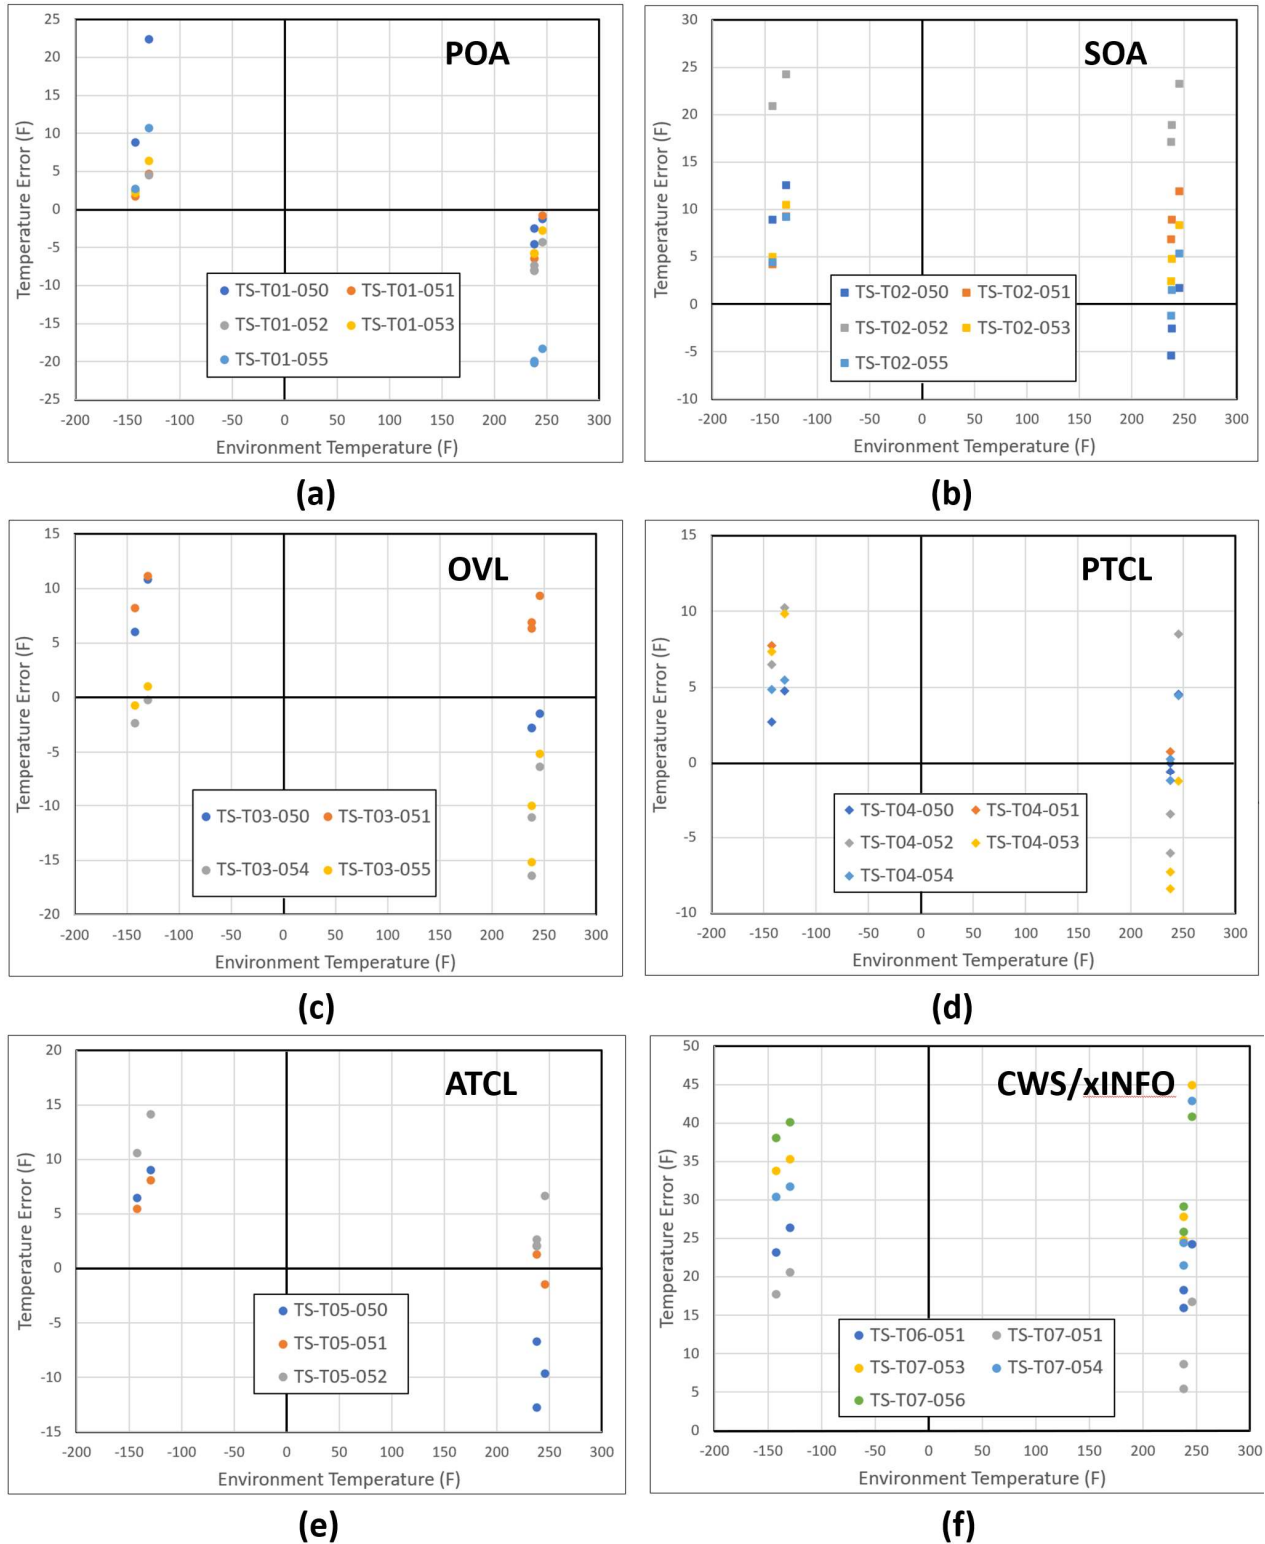 POA
25
20
15
10
5
0
-5
-10
-15
-20
-25
Temperature Error (F)
TS-T01-050 TS-T01-051
TS-T01-052 TS-T01-053
TS-T01-055
-200 -150 -100 -50 0 50 100 150 200 250 300
Environment Temperature (F)
(a)
SOA
30
25
20
15
10
5
0
-5
-10
Temperature Error (F)
TS-T02-050 TS-T02-051
TS-T02-052 TS-T02-053
TS-T02-055
-200 -150 -100 -50 0 50 100 150 200 250 300
Environment Temperature (F)
(b)
OVL
15
10
5
0
-5
-10
-15
-20
Temperature Error (F)
TS-T03-050 TS-T03-051
TS-T03-054 TS-T03-055
-200 -150 -100 -50 0 50 100 150 200 250 300
Environment Temperature (F)
(c)
PTCL
15
10
5
0
-5
-10
Temperature Error (F)
TS-T04-050 TS-T04-051
TS-T04-052 TS-T04-053
TS-T04-054
-200 -150 -100 -50 0 50 100 150 200 250 300
Environment Temperature (F)
(d)
ATCL
20
15
10
5
0
-5
-10
-15
Temperature Error (F)
TS-T05-050
TS-T05-051
TS-T05-052
-200 -150 -100 -50 0 50 100 150 200 250 300
Environment Temperature (F)
(e)
CWS/xINFO
50
45
40
35
30
25
20
15
10
5
0
Temperature Error (F)
TS-T06-051 TS-T07-051
TS-T07-053 TS-T07-054
TS-T07-056
-200 -150 -100 -50 0 50 100 150 200 250 300
Environment Temperature (F)
(f)